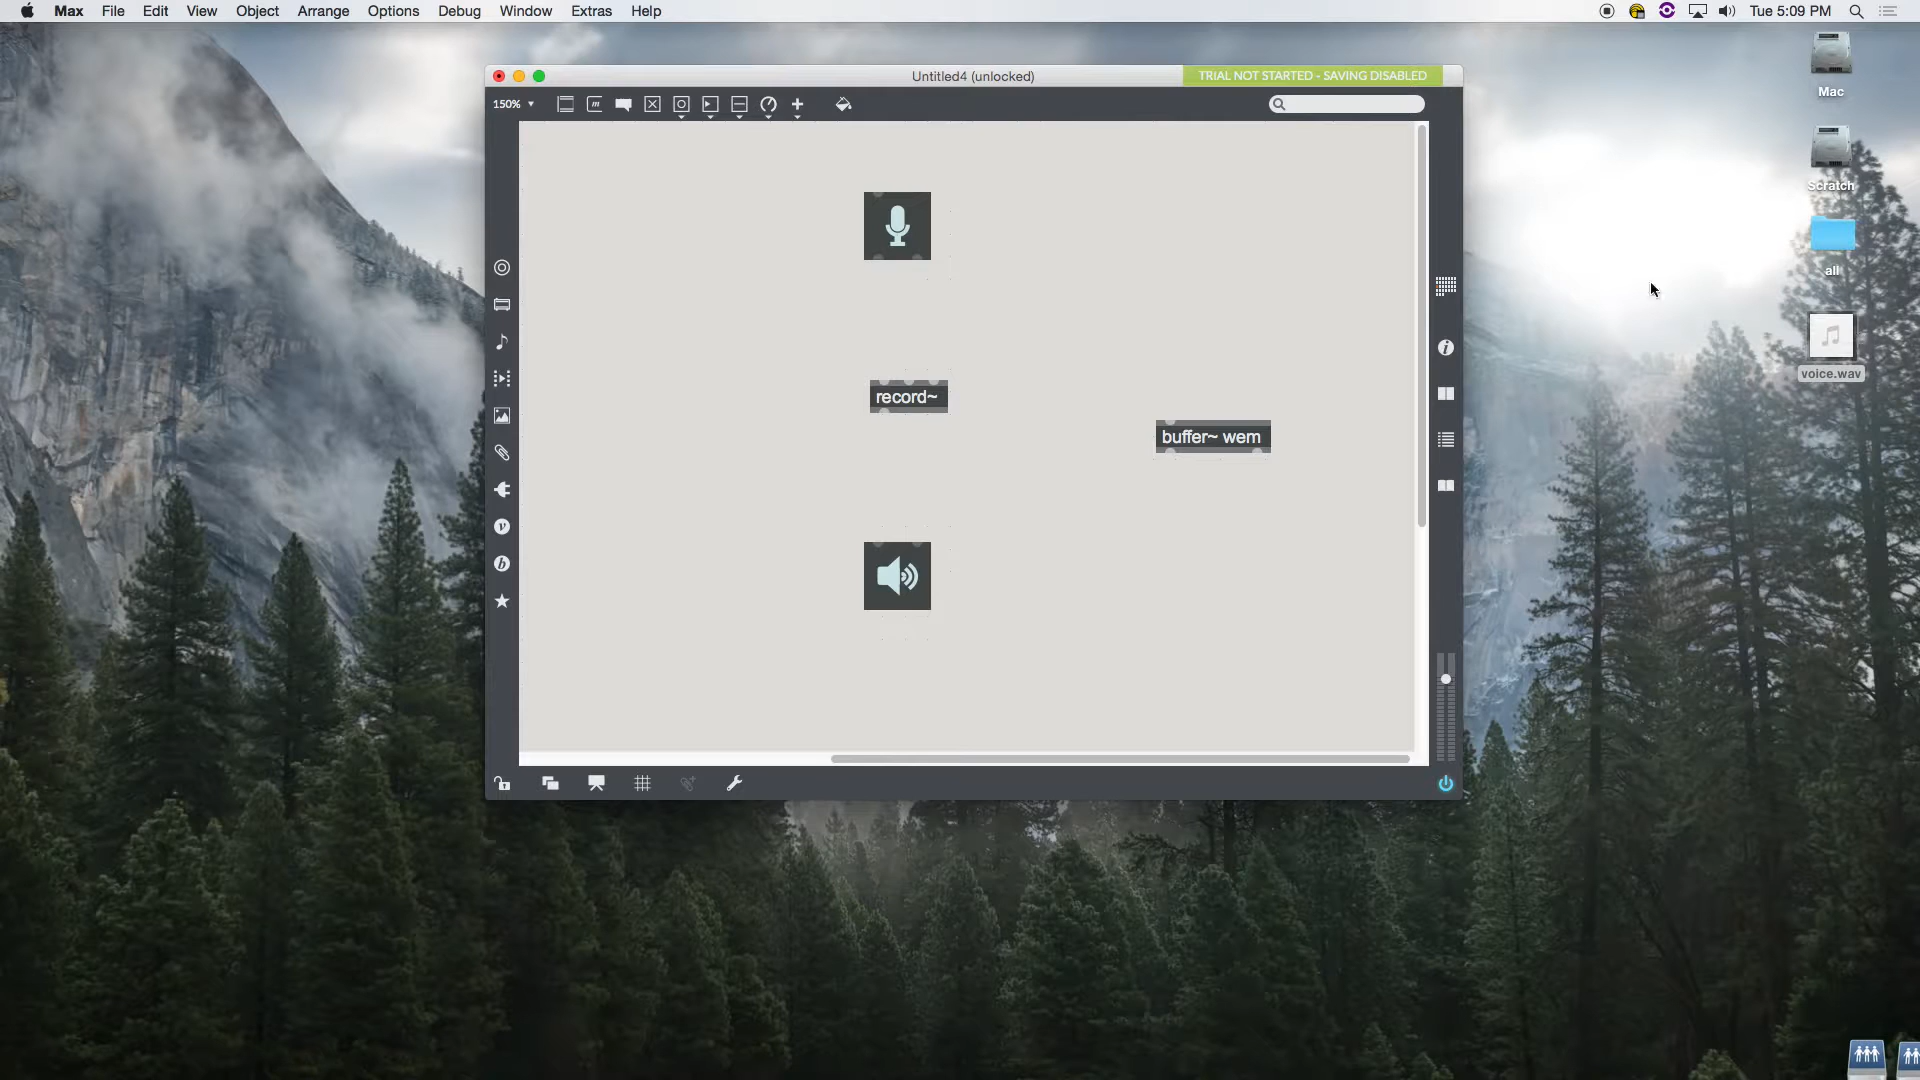 Max File Edit View Object Arrange Options Debug Window Extras Help
Tue 5:09 PM
Untitled4 (unlocked)
TRIAL NOT STARTED - SAVING DISABLED
150%
Mac
Scratch
all
voice.wav
record~
buffer~ wem